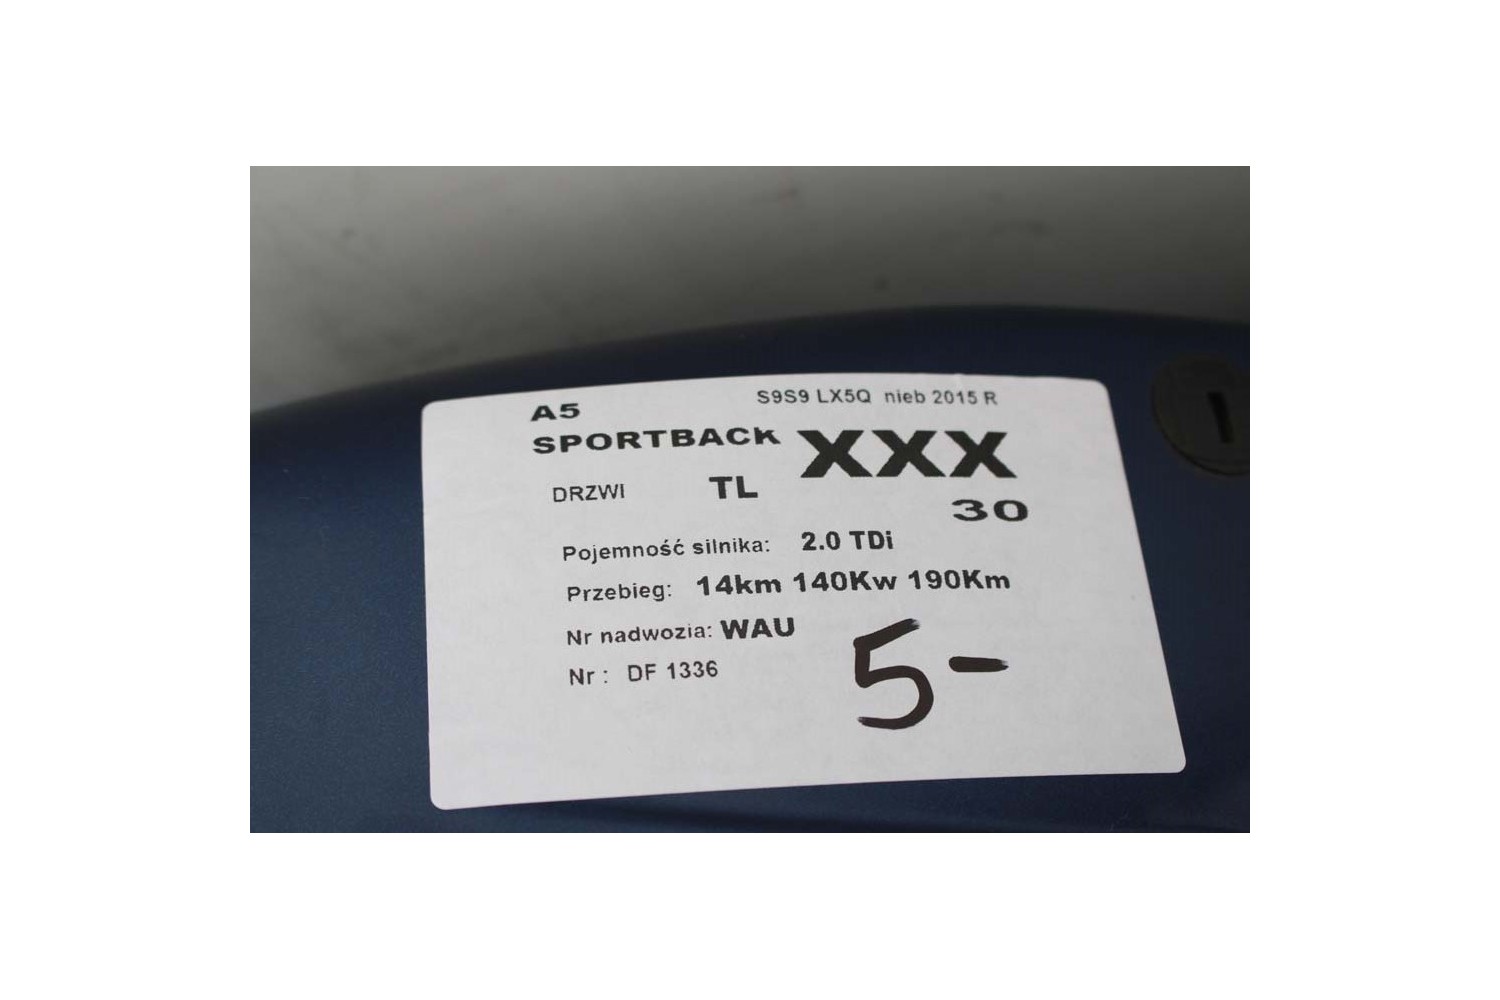 A5 S9S9 LX5Q nieb 2015 R
SPORTBACK XXX
DRZWI TL
30
Pojemność silnika: 2.0 TDi
Przebieg: 14km 140Kw 190Km
Nr nadwozia: WAU
Nr : DF 1336
5-